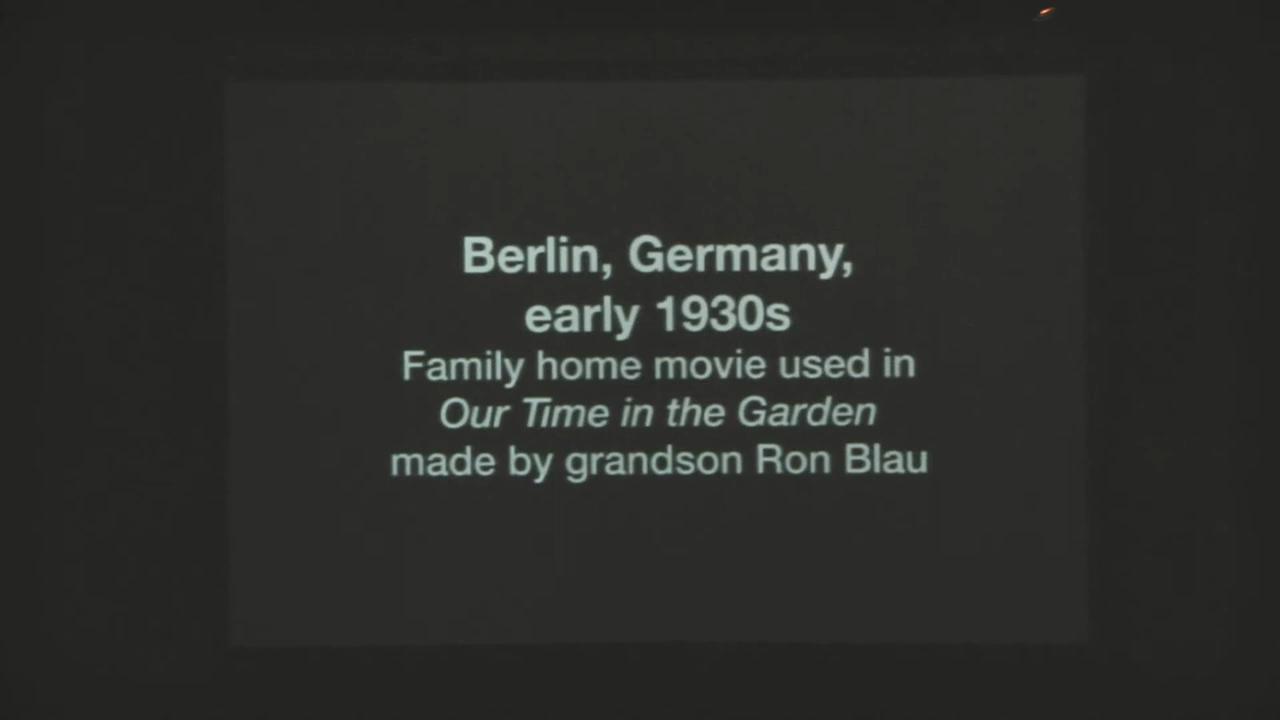 Berlin, Germany,
early 1930s
Family home movie used in
Our Time in the Garden
made by grandson Ron Blau